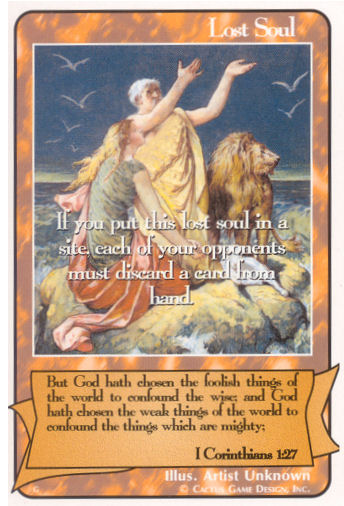 Lost Soul
If you put this lost soul in a
site, each of your opponents
must discard a card from
hand.
But God hath chosen the foolish things of
the world to confound the wise; and God
hath chosen the weak things of the world to
confound the things which are mighty;
I Corinthians 1:27
Illus. Artist Unknown
G
© Cactus Game Design, Inc.